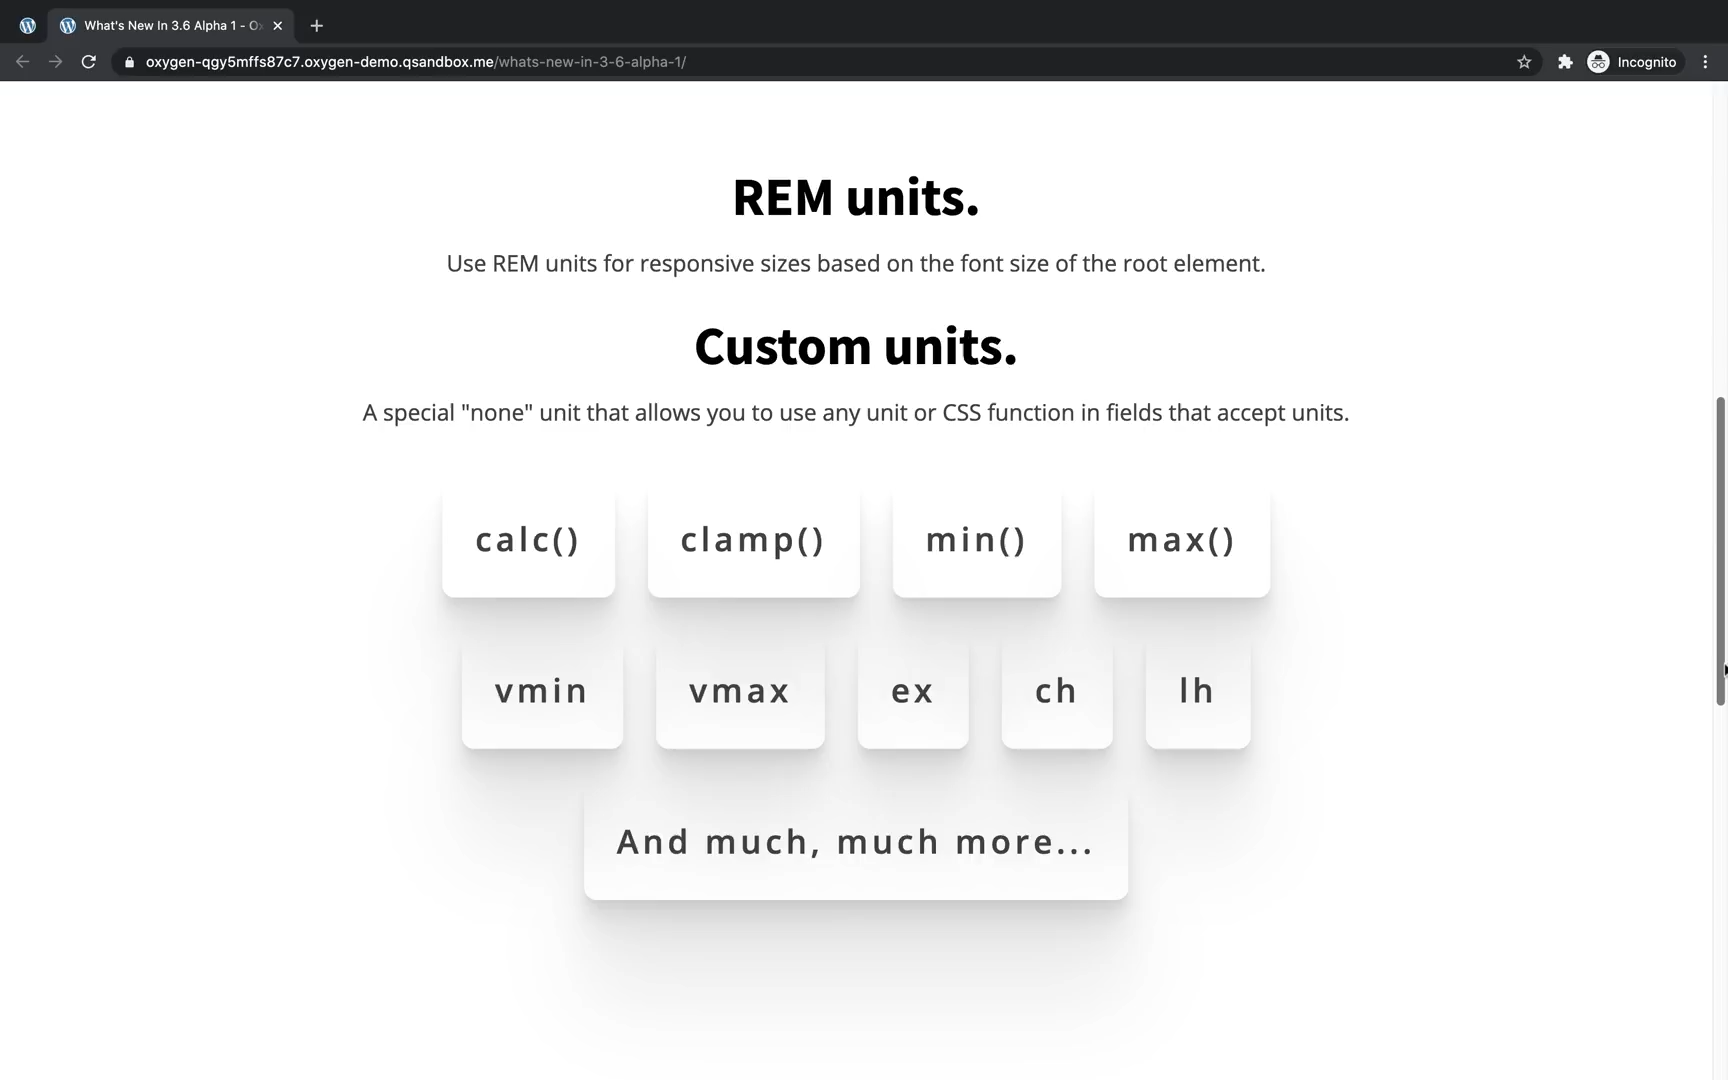 What's New In 3.6 Alpha 1 - Ox
oxygen-qgy5mffs87c7.oxygen-demo.qsandbox.me/whats-new-in-3-6-alpha-1/
Incognito
REM units.
Use REM units for responsive sizes based on the font size of the root element.
Custom units.
A special "none" unit that allows you to use any unit or CSS function in fields that accept units.
calc() clamp() min() max()
vmin vmax ex ch lh
And much, much more...